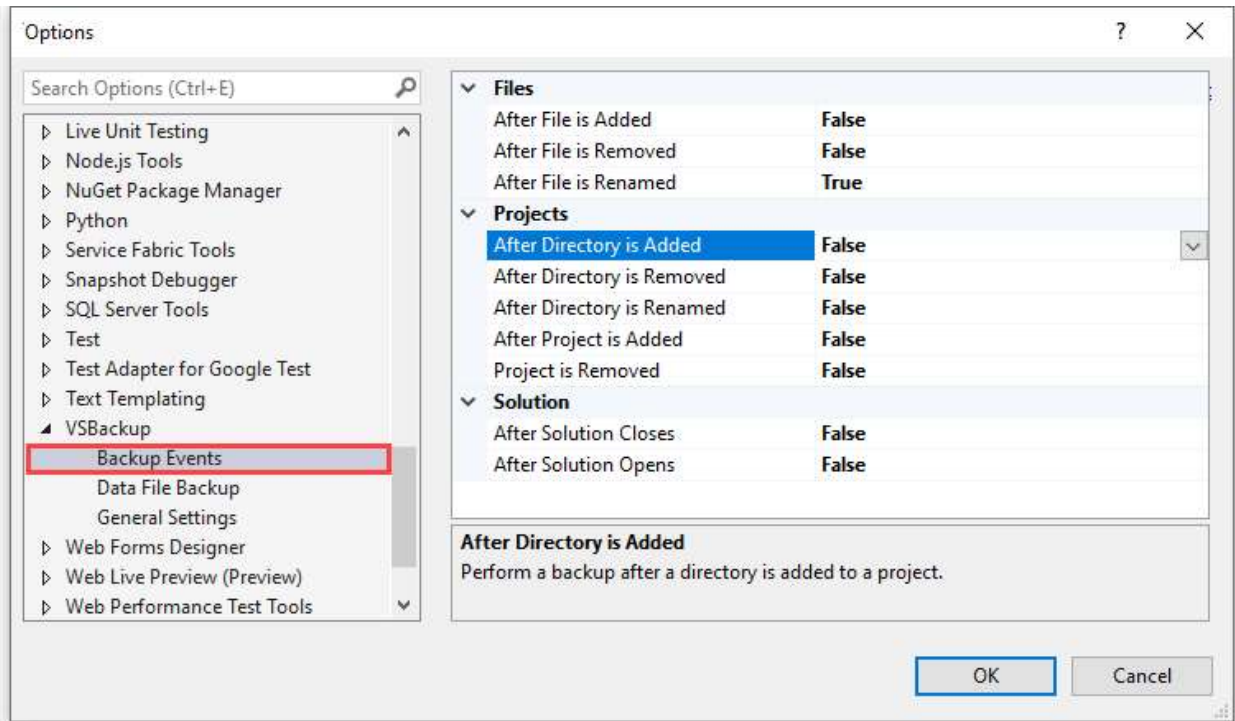 Options
?
Search Options (Ctrl+E)
Live Unit Testing
Node.js Tools
NuGet Package Manager
Python
Service Fabric Tools
Snapshot Debugger
SQL Server Tools
Test
Test Adapter for Google Test
Text Templating
VSBackup
Backup Events
Data File Backup
General Settings
Web Forms Designer
Web Live Preview (Preview)
Web Performance Test Tools
Files
After File is Added False
After File is Removed False
After File is Renamed True
Projects
After Directory is Added False
After Directory is Removed False
After Directory is Renamed False
After Project is Added False
Project is Removed False
Solution
After Solution Closes False
After Solution Opens False
After Directory is Added
Perform a backup after a directory is added to a project.
OK Cancel